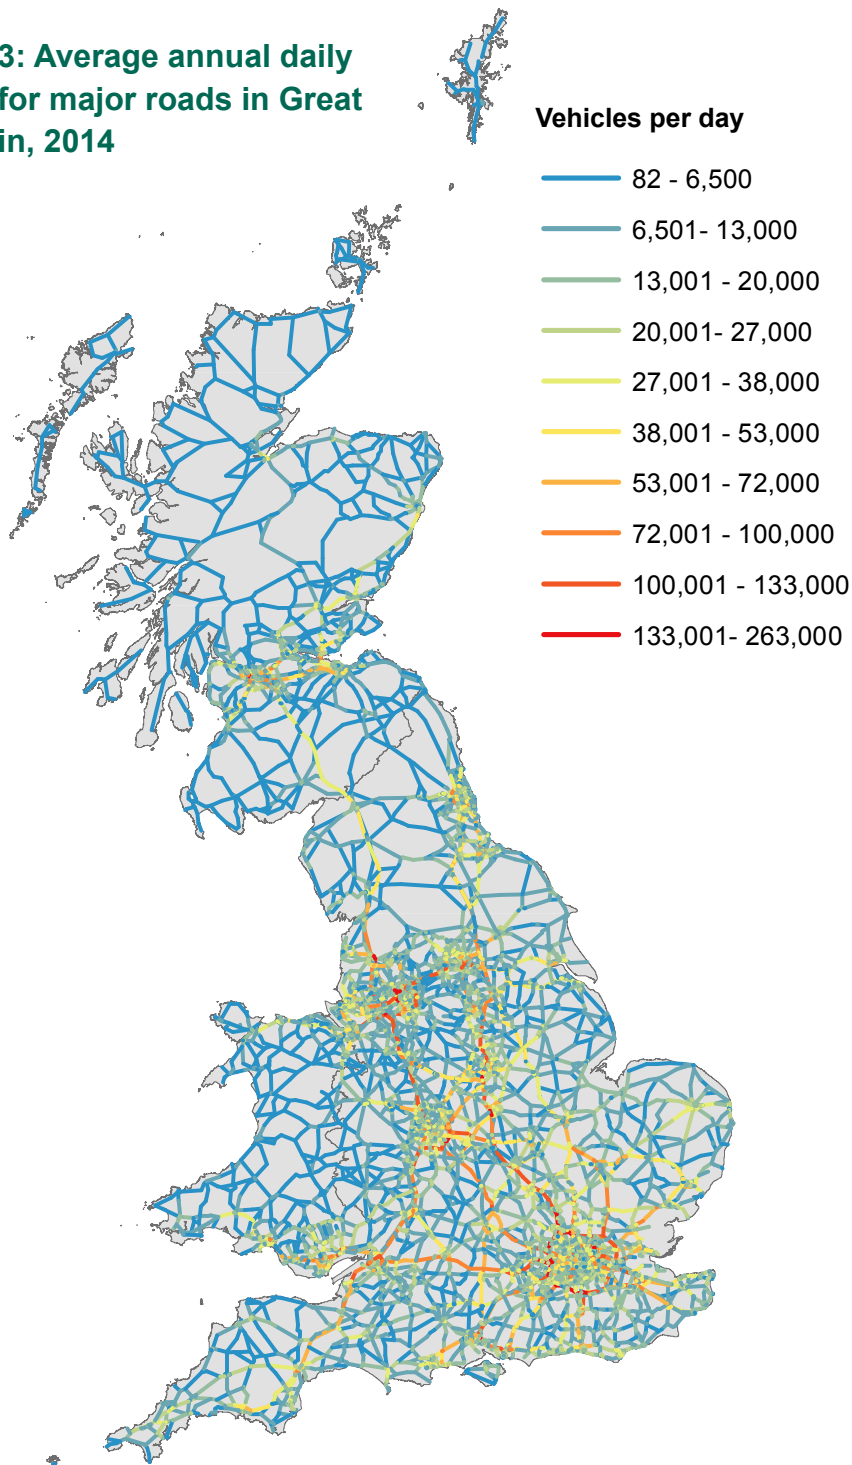 3: Average annual daily
for major roads in Great
in, 2014
Vehicles per day
82 - 6,500
6,501- 13,000
13,001 - 20,000
20,001- 27,000
27,001 - 38,000
38,001 - 53,000
53,001 - 72,000
72,001 - 100,000
100,001 - 133,000
133,001- 263,000